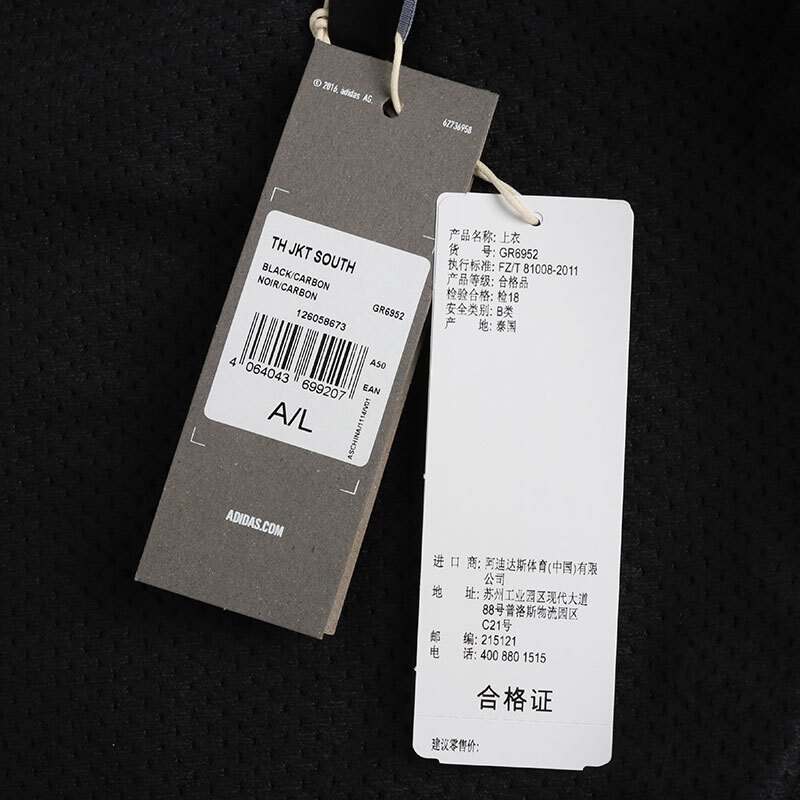 © 2016, adidas AG.
62736958
TH JKT SOUTH
BLACK/CARBON
NOIR/CARBON
GR6952
126058673
A50
4 064043 699207
EAN
A/L
ASCHINA/1114/V01
ADIDAS.COM
产品名称: 上衣
货 号: GR6952
执行标准: FZ/T 81008-2011
产品等级: 合格品
检验合格: 检18
安全类别: B类
产 地: 泰国
进 口 商: 阿迪达斯体育(中国)有限
公司
地 址: 苏州工业园区现代大道
88号普洛斯物流园区
C21号
邮 编: 215121
电 话: 400 880 1515
合格证
建议零售价: